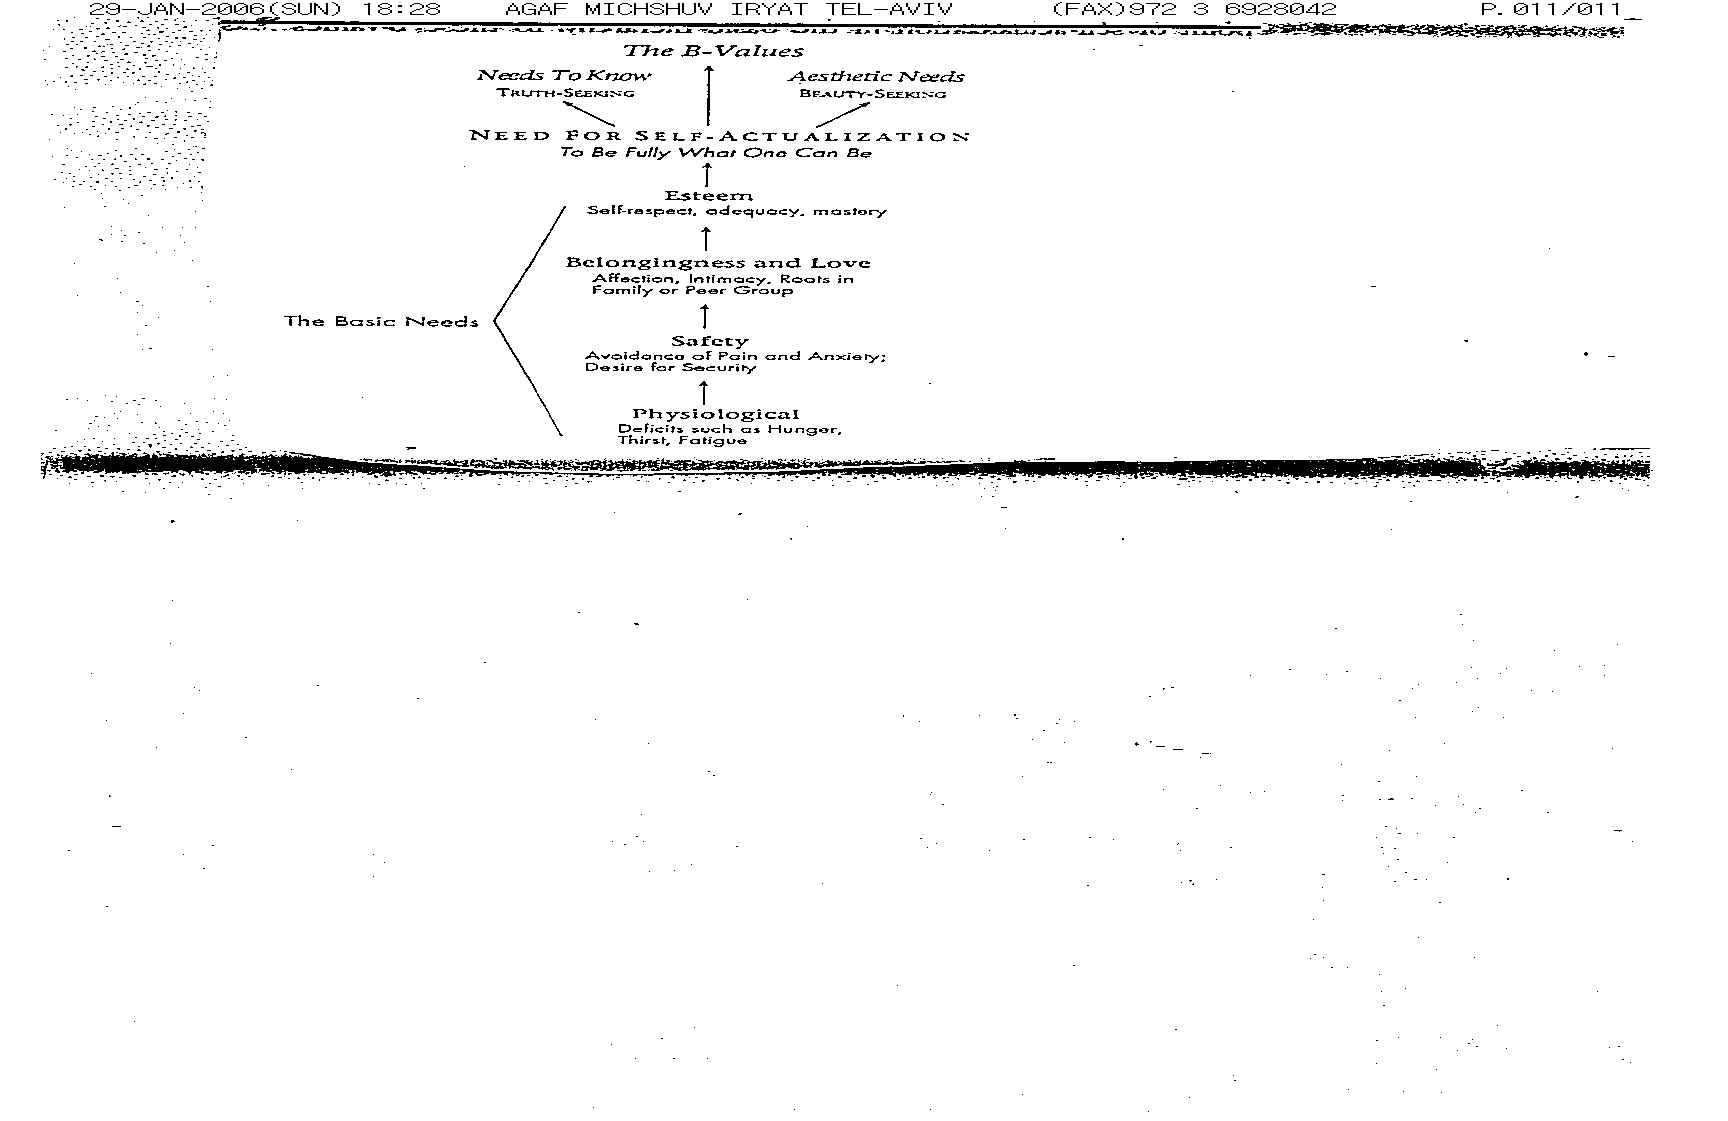 29-JAN-2006(SUN) 18:28 AGAF MICHSHUV IRYAT TEL-AVIV (FAX)972 3 6928042 P.011/011
The B-Values
Needs To Know Aesthetic Needs
TRUTH-SEEKING BEAUTY-SEEKING
NEED FOR SELF-ACTUALIZATION
To Be Fully What One Can Be
Esteem
Self-respect, adequacy, mastery
Belongingness and Love
Affection, Intimacy, Roots in
Family or Peer Group
The Basic Needs
Safety
Avoidance of Pain and Anxiety;
Desire for Security
Physiological
Deficits such as Hunger,
Thirst, Fatigue